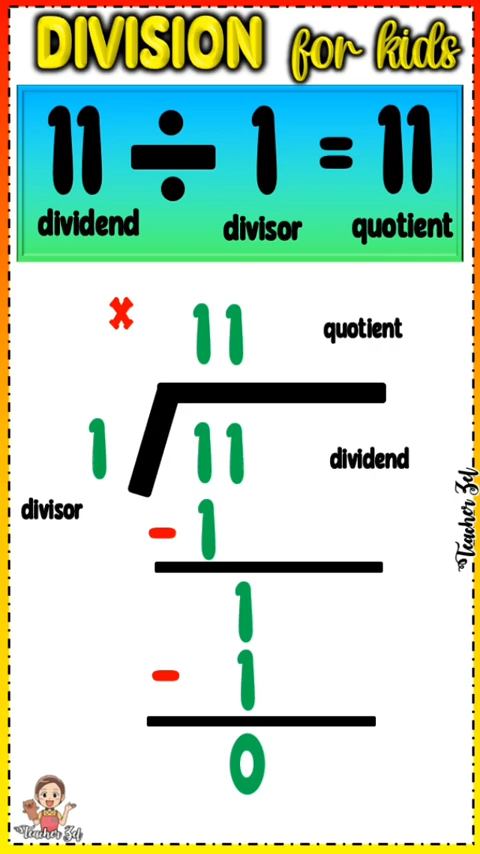 DIVISION for kids
11 ÷ 1 = 11
dividend divisor quotient
x 11 quotient
1 11 dividend
divisor
- 1
1
- 1
0
Teacher Zel
Teacher Zel